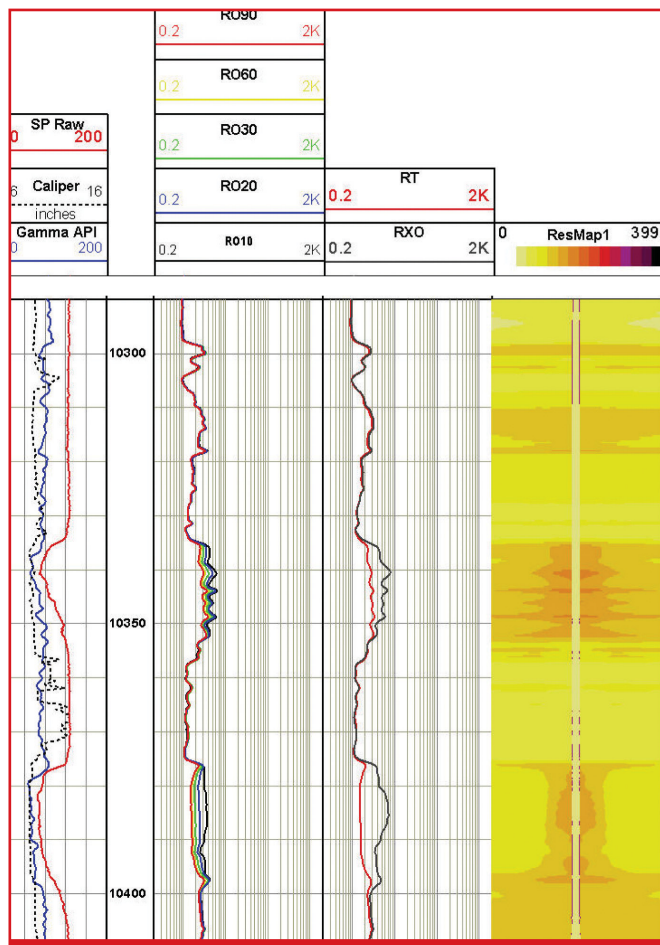 RO90
0.2 2K
RO60
0.2 2K
SP Raw
0 200
RO30
0.2 2K
6 Caliper 16
inches
RO20
0.2 2K
RT
0.2 2K
Gamma API
0 200
RO10
0.2 2K
RXO
0.2 2K
0 ResMap1 399
10300
10350
10400